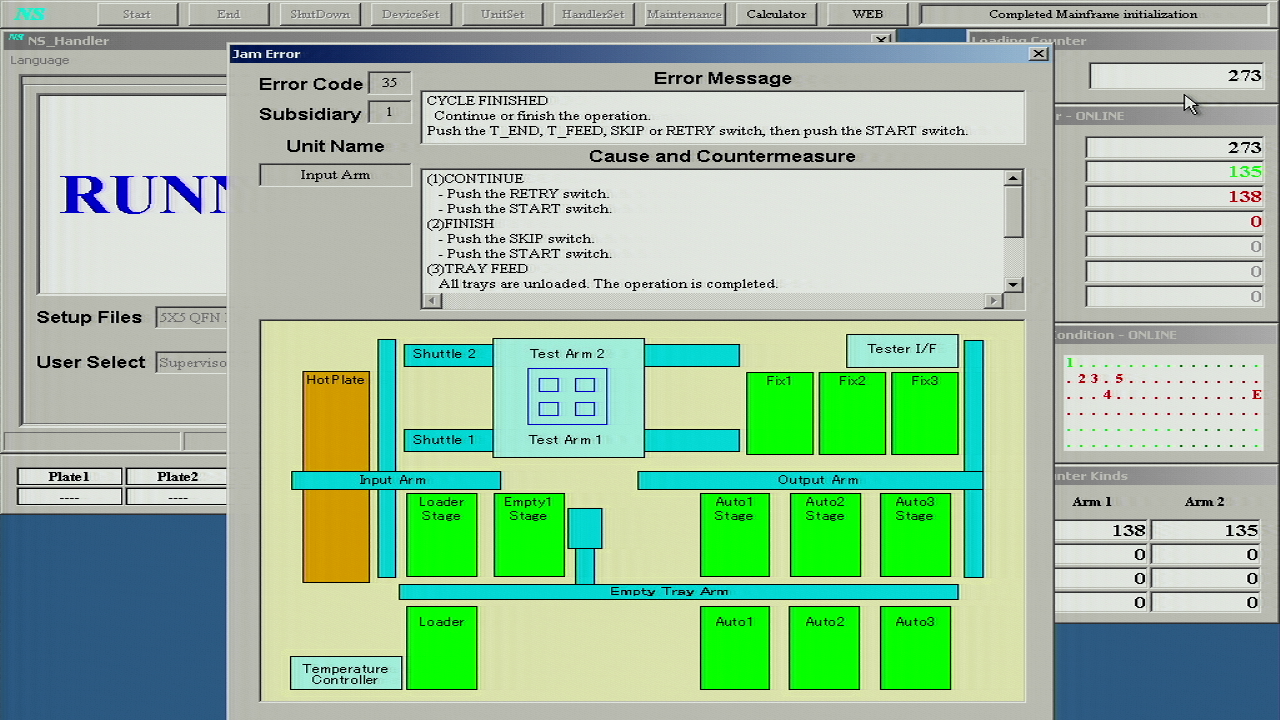 NS
Start
End
ShutDown
DeviceSet
UnitSet
HandlerSet
Maintenance
Calculator
WEB
Completed Mainframe initialization
NS NS_Handler
Language
RUNN
Setup Files
5X5 QFN
User Select
Superviso
Plate1
Plate2
----
----
Jam Error
Error Code
35
Subsidiary
1
Unit Name
Input Arm
Error Message
CYCLE FINISHED
Continue or finish the operation.
Push the T_END, T_FEED, SKIP or RETRY switch, then push the START switch.
Cause and Countermeasure
(1)CONTINUE
- Push the RETRY switch.
- Push the START switch.
(2)FINISH
- Push the SKIP switch.
- Push the START switch.
(3)TRAY FEED
All trays are unloaded. The operation is completed.
Shuttle 2
Test Arm 2
Tester I/F
HotPlate
Fix1
Fix2
Fix3
Shuttle 1
Test Arm 1
Input Arm
Output Arm
Loader
Stage
Empty1
Stage
Auto1
Stage
Auto2
Stage
Auto3
Stage
Empty Tray Arm
Loader
Auto1
Auto2
Auto3
Temperature
Controller
Loading Counter
273
r - ONLINE
273
135
138
0
0
0
0
ondition - ONLINE
1 . . . . . . . . . . . . . . .
. 2 3 . 5 . . . . . . . . . . .
. . . 4 . . . . . . . . . . . E
unter Kinds
Arm 1
Arm 2
138
135
0
0
0
0
0
0